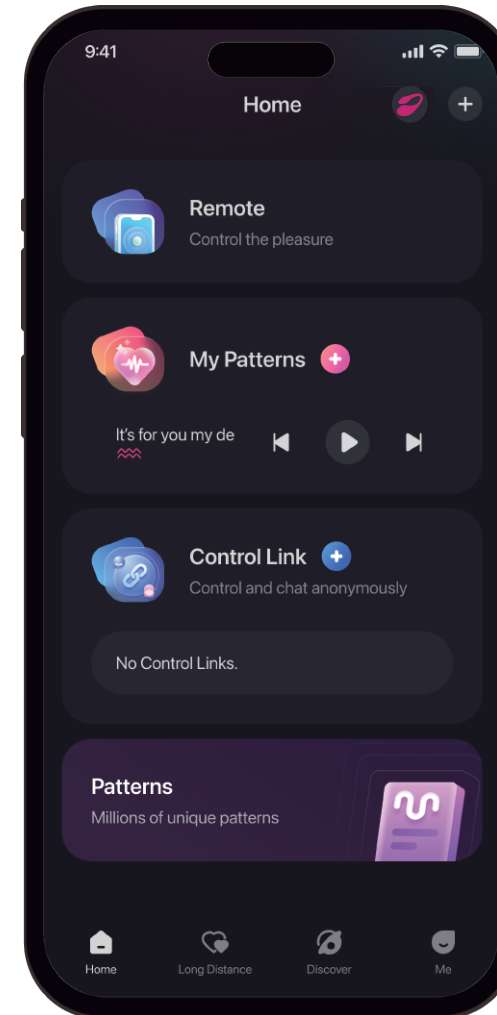 9:41
Home
Remote
Control the pleasure
My Patterns
It's for you my de
Control Link
Control and chat anonymously
No Control Links.
Patterns
Millions of unique patterns
Home
Long Distance
Discover
Me